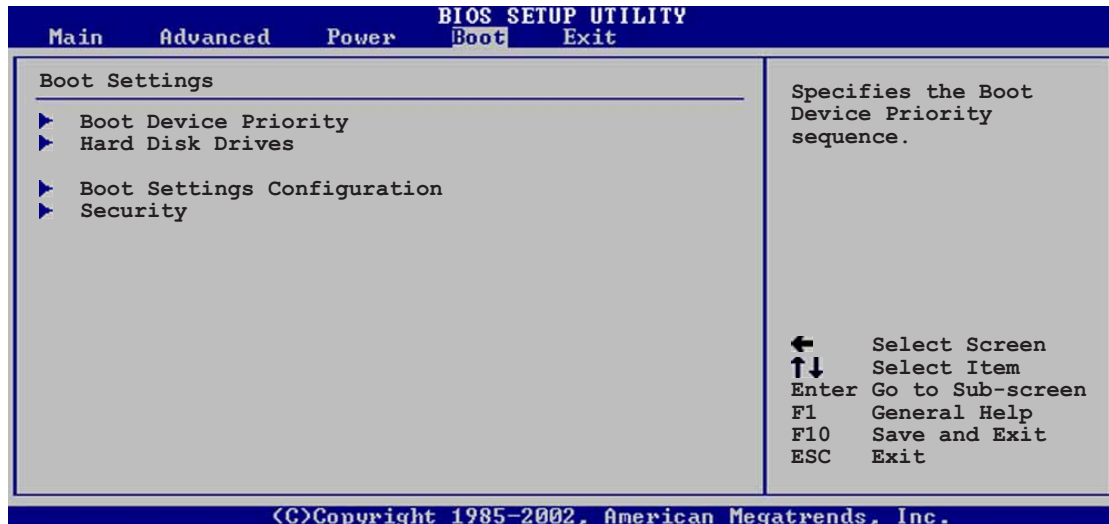 BIOS SETUP UTILITY
Main Advanced Power Boot Exit
Boot Settings
Boot Device Priority
Hard Disk Drives
Boot Settings Configuration
Security
Specifies the Boot
Device Priority
sequence.
← Select Screen
↑↓ Select Item
Enter Go to Sub-screen
F1 General Help
F10 Save and Exit
ESC Exit
(C)Copyright 1985-2002, American Megatrends, Inc.